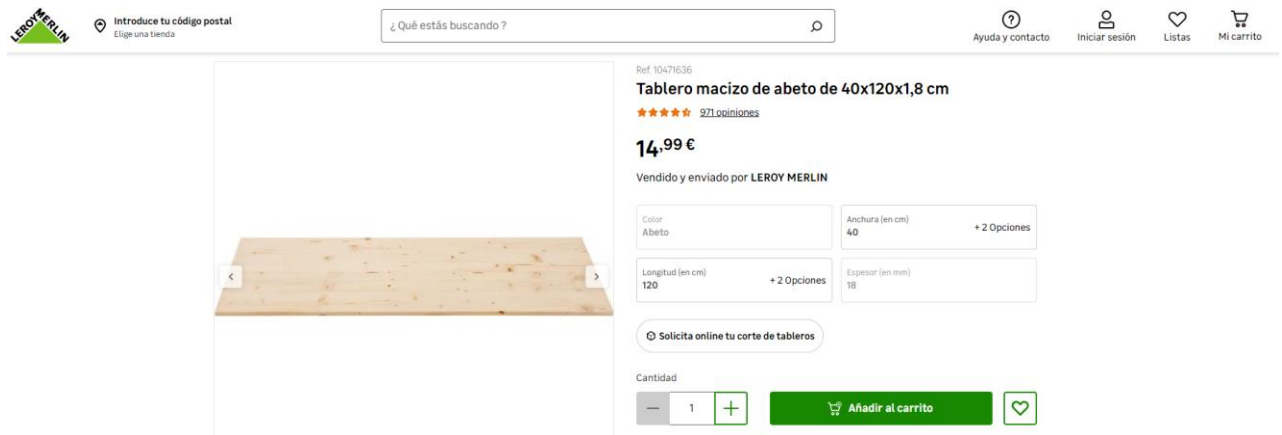 LEROY MERLIN
Introduce tu código postal
Elige una tienda
¿ Qué estás buscando ?
Ayuda y contacto
Iniciar sesión
Listas
Mi carrito
Ref. 10471636
Tablero macizo de abeto de 40x120x1,8 cm
971 opiniones
14,99 €
Vendido y enviado por LEROY MERLIN
Color
Abeto
Anchura (en cm)
40
+ 2 Opciones
Longitud (en cm)
120
+ 2 Opciones
Espesor (en mm)
18
Solicita online tu corte de tableros
Cantidad
1
Añadir al carrito